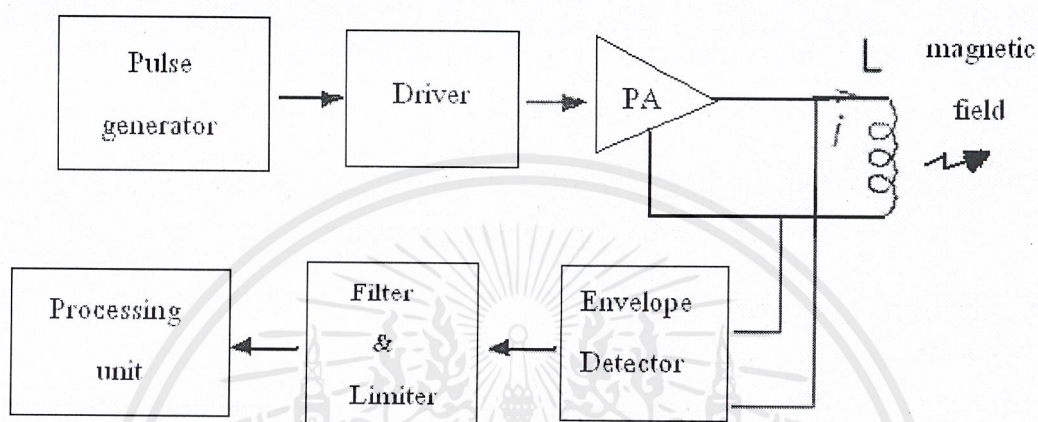 Pulse
generator
Driver
PA
L
i
magnetic
field
Processing
unit
Filter
&
Limiter
Envelope
Detector